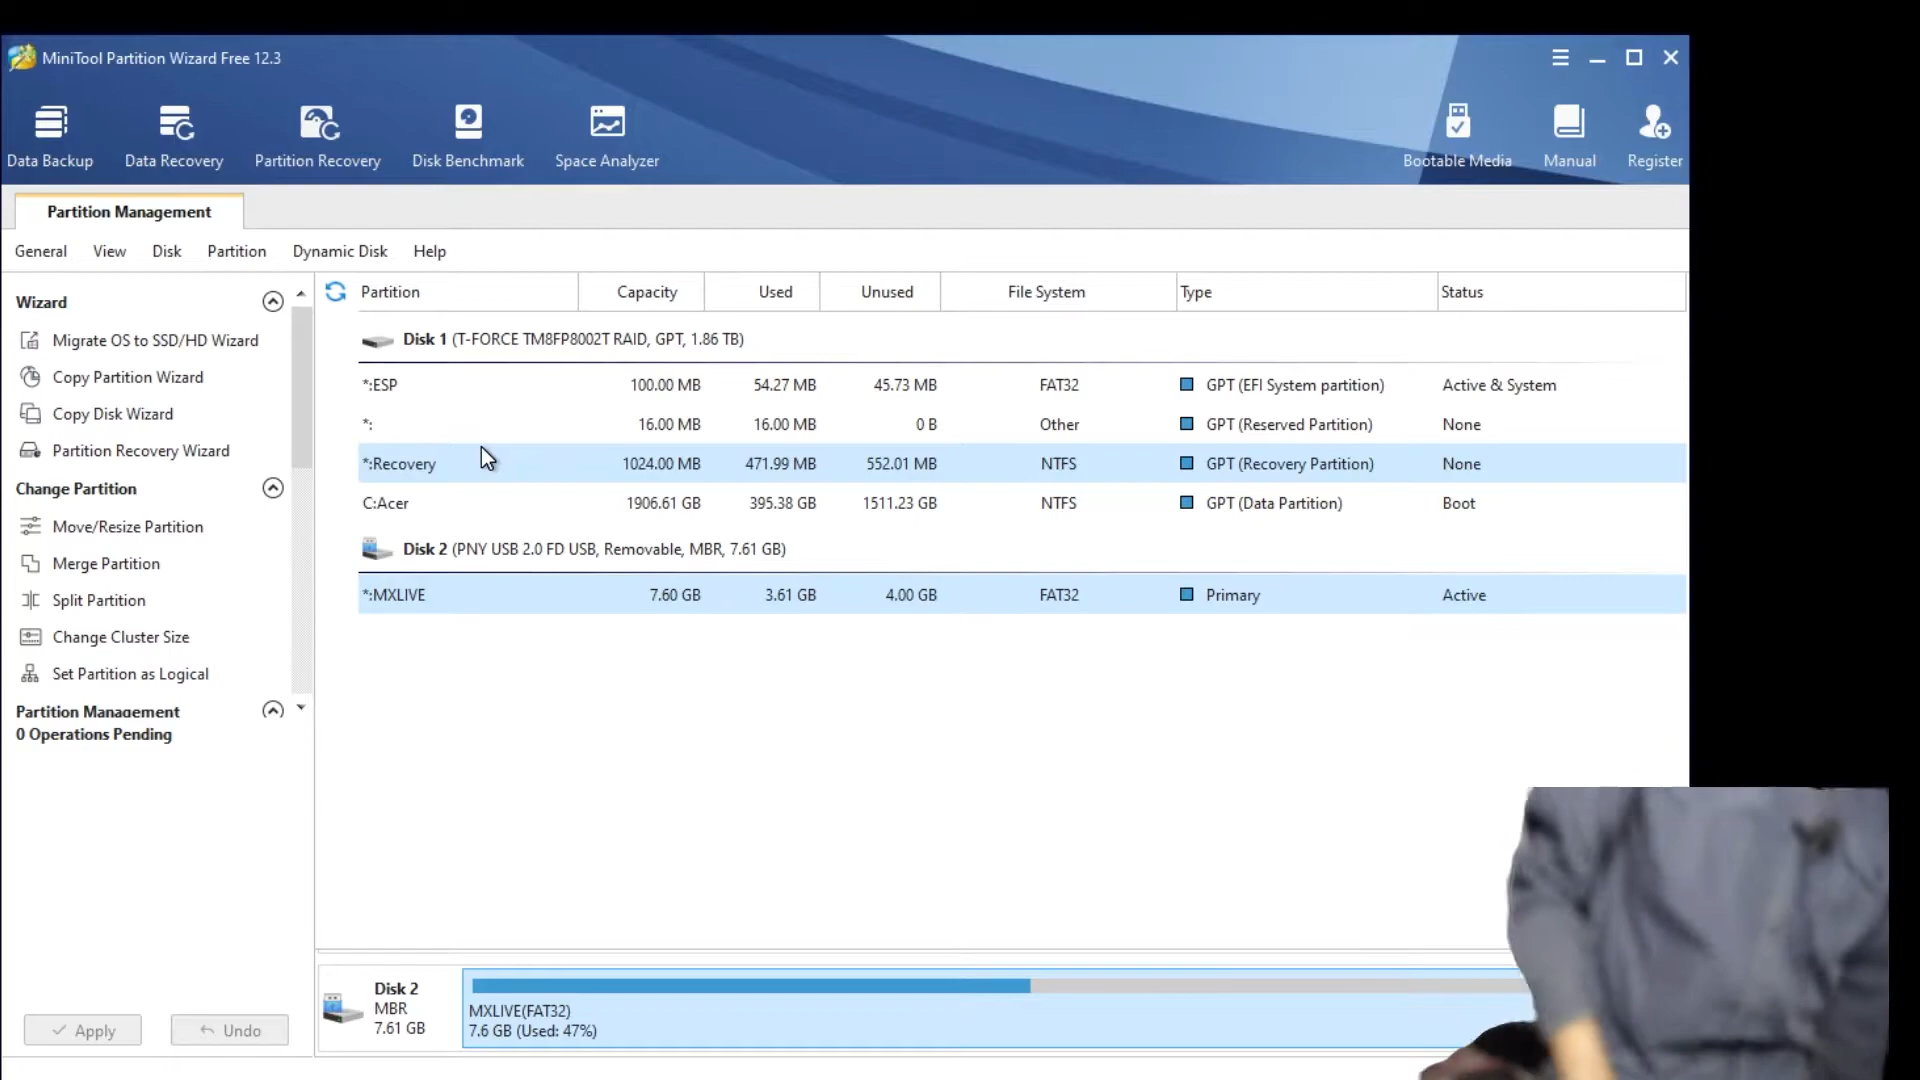 MiniTool Partition Wizard Free 12.3
Data Backup
Data Recovery
Partition Recovery
Disk Benchmark
Space Analyzer
Bootable Media
Manual
Register
Partition Management
General View Disk Partition Dynamic Disk Help
Wizard
Migrate OS to SSD/HD Wizard
Copy Partition Wizard
Copy Disk Wizard
Partition Recovery Wizard
Change Partition
Move/Resize Partition
Merge Partition
Split Partition
Change Cluster Size
Set Partition as Logical
Partition Management
0 Operations Pending
Apply
Undo
Partition Capacity Used Unused File System Type Status
Disk 1 (T-FORCE TM8FP8002T RAID, GPT, 1.86 TB)
*:ESP 100.00 MB 54.27 MB 45.73 MB FAT32 GPT (EFI System partition) Active & System
*: 16.00 MB 16.00 MB 0 B Other GPT (Reserved Partition) None
*:Recovery 1024.00 MB 471.99 MB 552.01 MB NTFS GPT (Recovery Partition) None
C:Acer 1906.61 GB 395.38 GB 1511.23 GB NTFS GPT (Data Partition) Boot
Disk 2 (PNY USB 2.0 FD USB, Removable, MBR, 7.61 GB)
*:MXLIVE 7.60 GB 3.61 GB 4.00 GB FAT32 Primary Active
Disk 2
MBR
7.61 GB
MXLIVE(FAT32)
7.6 GB (Used: 47%)